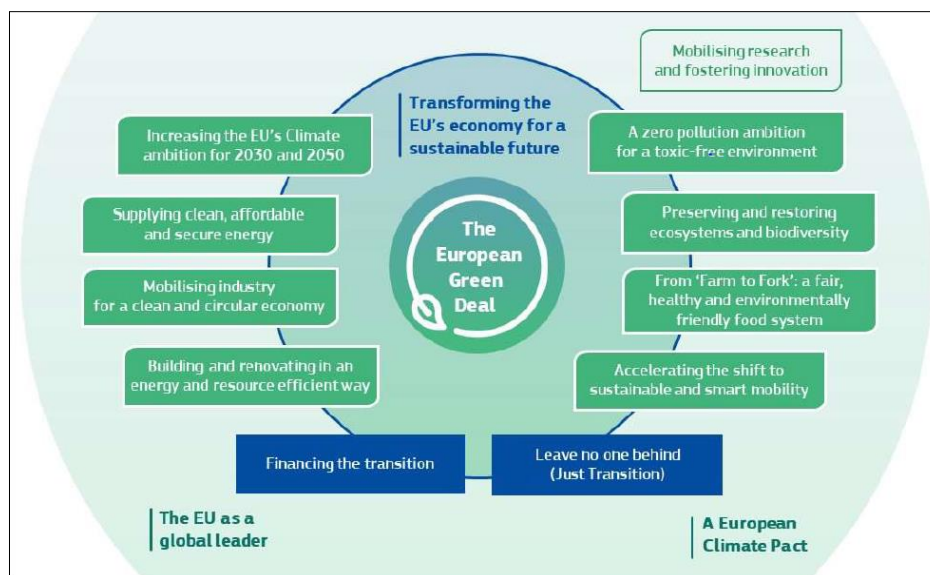 Mobilising research
and fostering innovation
Transforming the
EU's economy for a
sustainable future
Increasing the EU's Climate
ambition for 2030 and 2050
A zero pollution ambition
for a toxic-free environment
Supplying clean, affordable
and secure energy
Preserving and restoring
ecosystems and biodiversity
The
European
Green
Deal
Mobilising industry
for a clean and circular economy
From 'Farm to Fork': a fair,
healthy and environmentally
friendly food system
Building and renovating in an
energy and resource efficient way
Accelerating the shift to
sustainable and smart mobility
Financing the transition
Leave no one behind
(Just Transition)
The EU as a
global leader
A European
Climate Pact